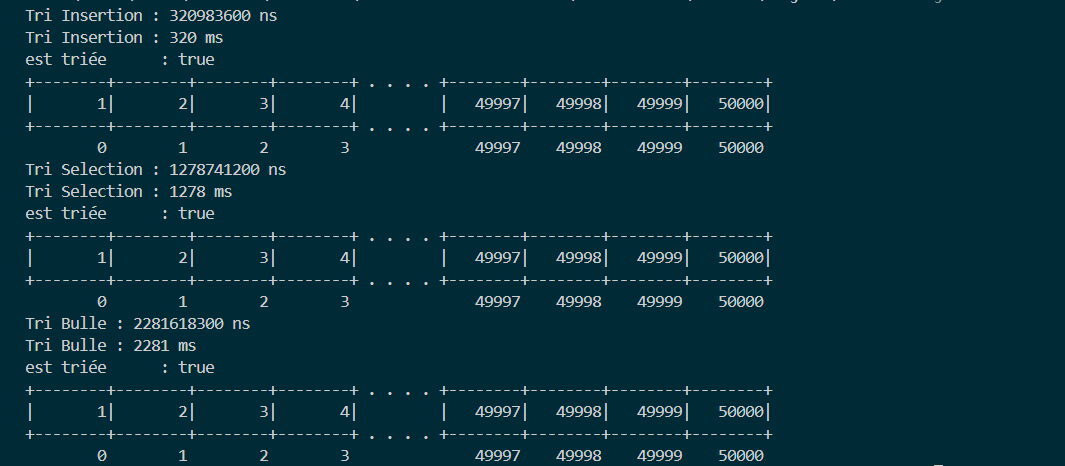 Tri Insertion : 320983600 ns
Tri Insertion : 320 ms
est triée      : true
+--------+--------+--------+--------+ . . . . +--------+--------+--------+--------+
|       1|       2|       3|       4|         |   49997|   49998|   49999|   50000|
+--------+--------+--------+--------+ . . . . +--------+--------+--------+--------+
        0        1        2        3              49997    49998    49999    50000
Tri Selection : 1278741200 ns
Tri Selection : 1278 ms
est triée      : true
+--------+--------+--------+--------+ . . . . +--------+--------+--------+--------+
|       1|       2|       3|       4|         |   49997|   49998|   49999|   50000|
+--------+--------+--------+--------+ . . . . +--------+--------+--------+--------+
        0        1        2        3              49997    49998    49999    50000
Tri Bulle : 2281618300 ns
Tri Bulle : 2281 ms
est triée      : true
+--------+--------+--------+--------+ . . . . +--------+--------+--------+--------+
|       1|       2|       3|       4|         |   49997|   49998|   49999|   50000|
+--------+--------+--------+--------+ . . . . +--------+--------+--------+--------+
        0        1        2        3              49997    49998    49999    50000